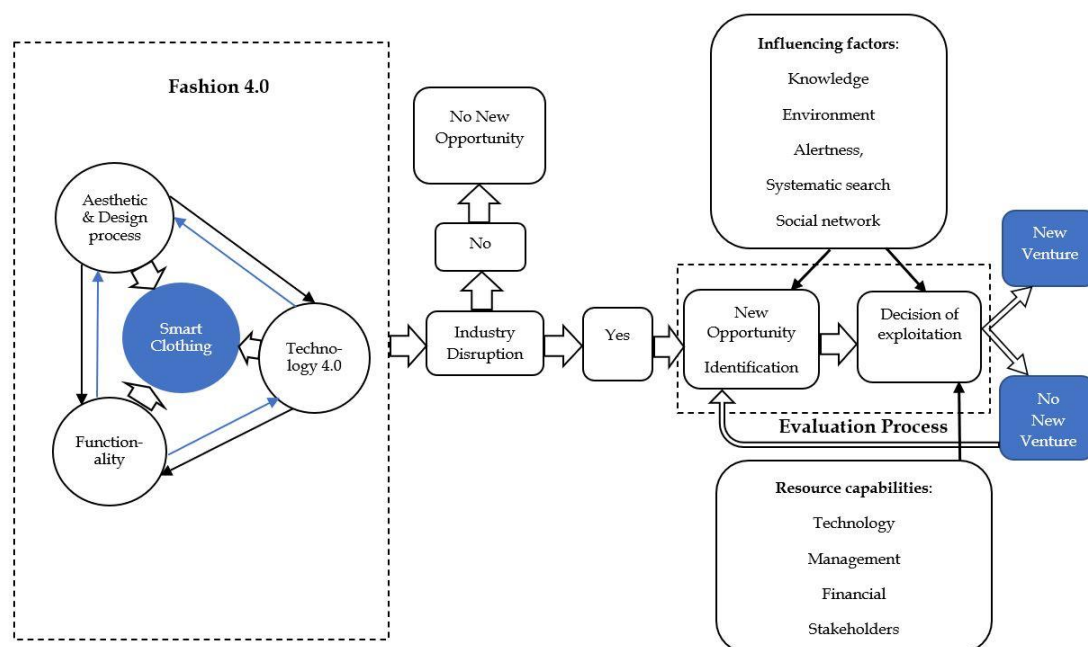 Fashion 4.0
Aesthetic
& Design
process
Smart
Clothing
Techno-
logy 4.0
Function-
ality
No New
Opportunity
No
Industry
Disruption
Yes
Influencing factors:
Knowledge
Environment
Alertness,
Systematic search
Social network
New
Opportunity
Identification
Decision of
exploitation
Evaluation Process
New
Venture
No
New
Venture
Resource capabilities:
Technology
Management
Financial
Stakeholders